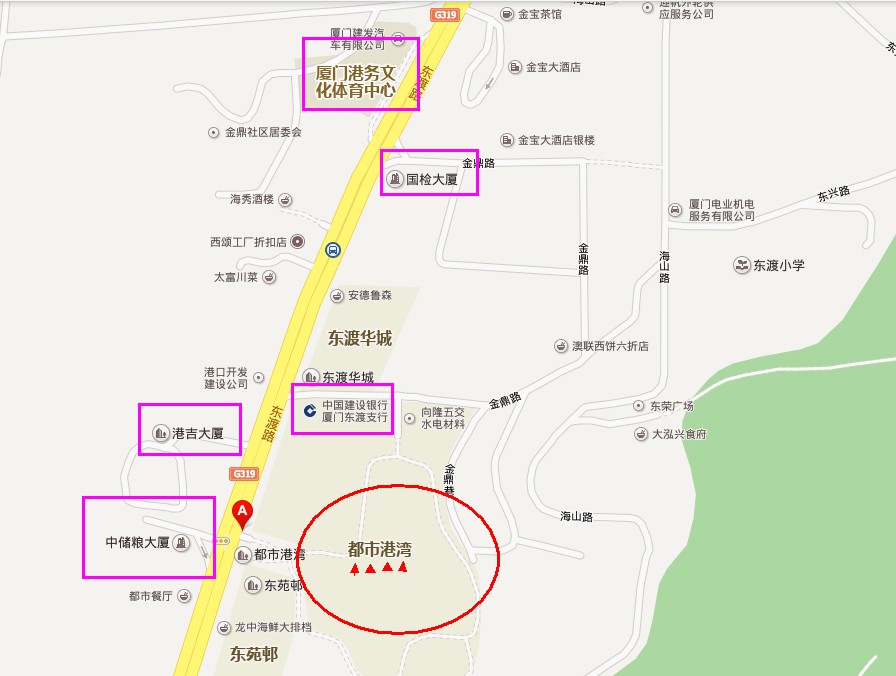 海山路
G319
金宝茶馆
应服务公司
厦门建发汽
车有限公司
厦门港务文
化体育中心
东渡路
金宝大酒店
金鼎社区居委会
金宝大酒店银楼
金鼎路
国检大厦
海秀酒楼
东兴路
厦门电业机电
服务有限公司
西颂工厂折扣店
金鼎路
海山路
东渡小学
太富川菜
安德鲁森
东渡华城
澳联西饼六折店
港口开发
建设公司
东渡华城
中国建设银行
厦门东渡支行
向隆五交
水电材料
金鼎路
东荣广场
东渡路
港吉大厦
大泓兴食府
G319
金鼎巷
A
海山路
中储粮大厦
都市港湾
都市港湾
东苑邨
都市餐厅
龙中海鲜大排档
东苑邨